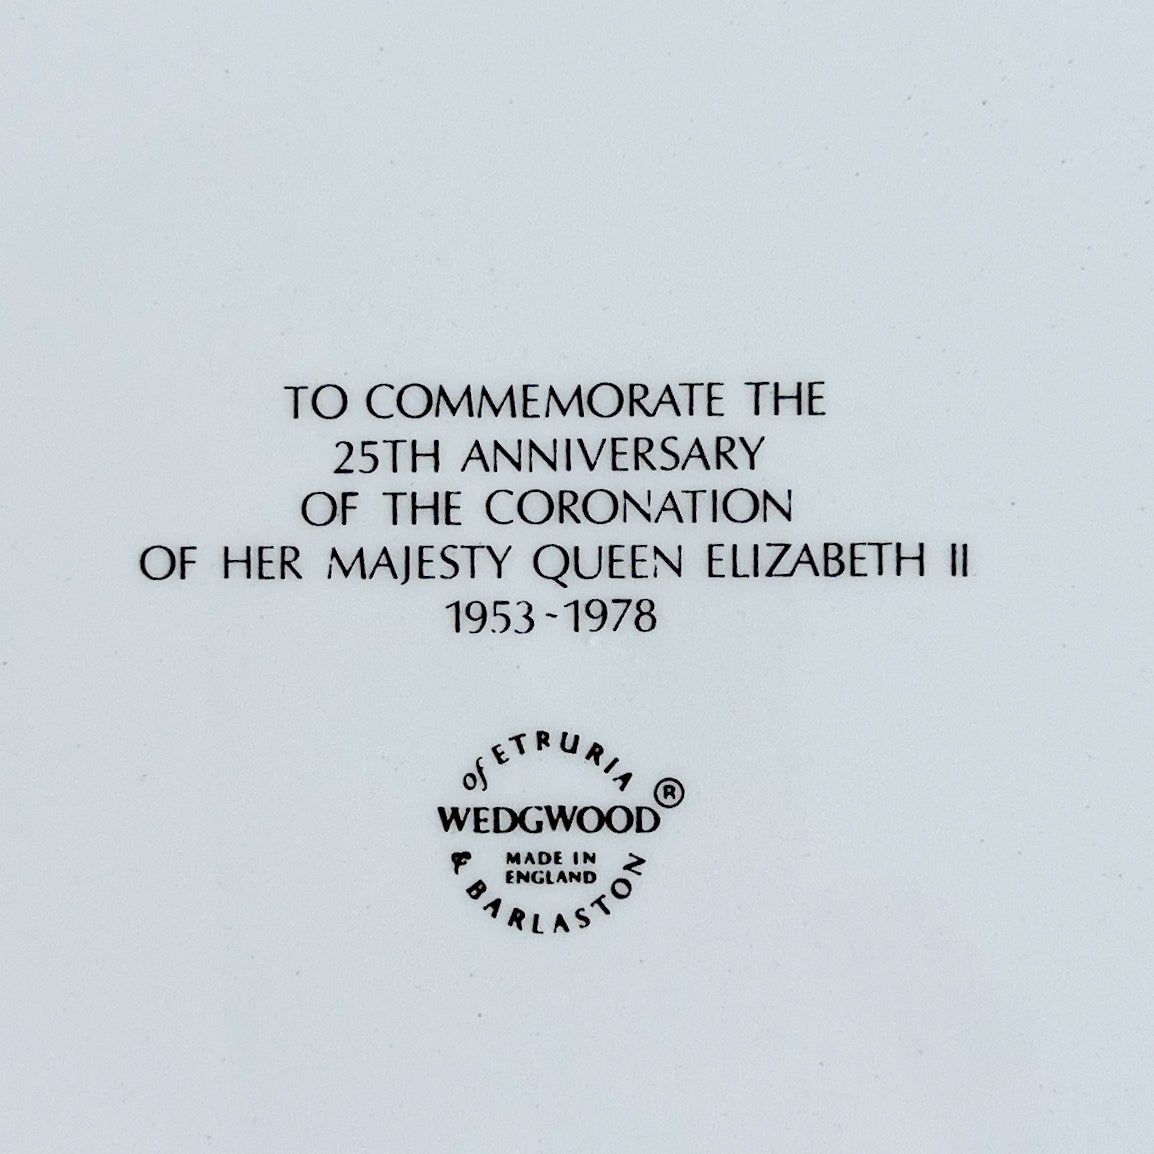 TO COMMEMORATE THE
25TH ANNIVERSARY
OF THE CORONATION
OF HER MAJESTY QUEEN ELIZABETH II
1953-1978
of ETRURIA
WEDGWOOD ®
MADE IN
ENGLAND
& BARLASTON